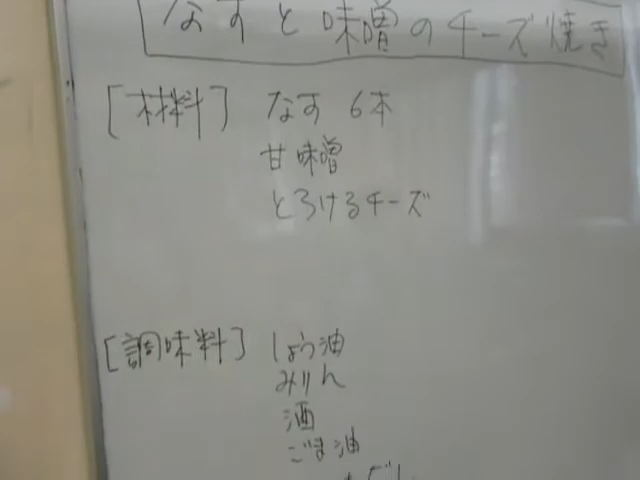 なすと味噌のチーズ焼き
[材料] なす 6本
甘味噌
とろけるチーズ
[調味料] しょう油
みりん
酒
ごま油